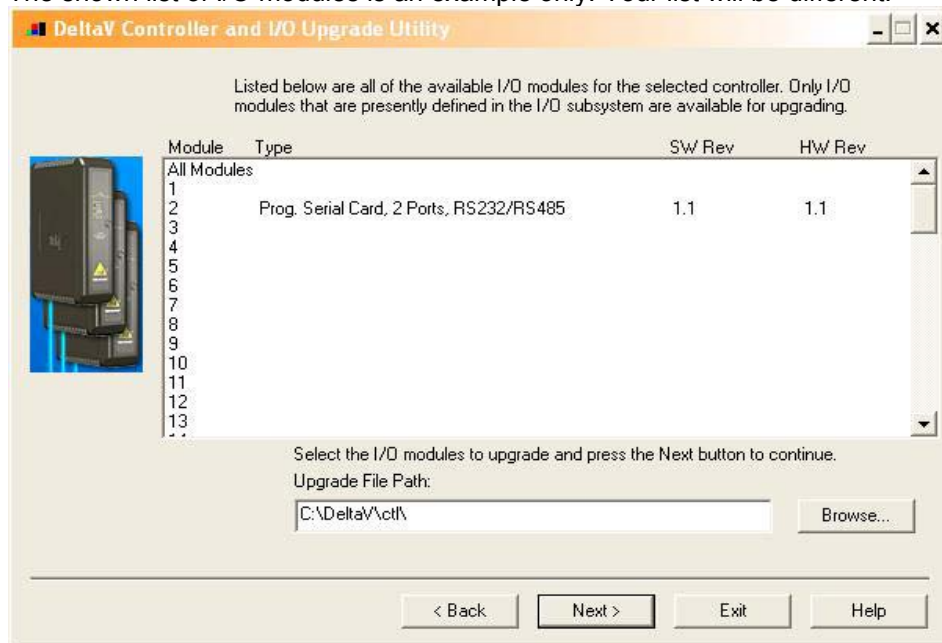 The shown list of I/O modules is an example only. Your list will be different.
DeltaV Controller and I/O Upgrade Utility
Listed below are all of the available I/O modules for the selected controller. Only I/O
modules that are presently defined in the I/O subsystem are available for upgrading.
Module Type SW Rev HW Rev
All Modules
1
2 Prog. Serial Card, 2 Ports, RS232/RS485 1.1 1.1
3
4
5
6
7
8
9
10
11
12
13
Select the I/O modules to upgrade and press the Next button to continue.
Upgrade File Path:
C:\DeltaV\ctl\
Browse...
< Back Next > Exit Help